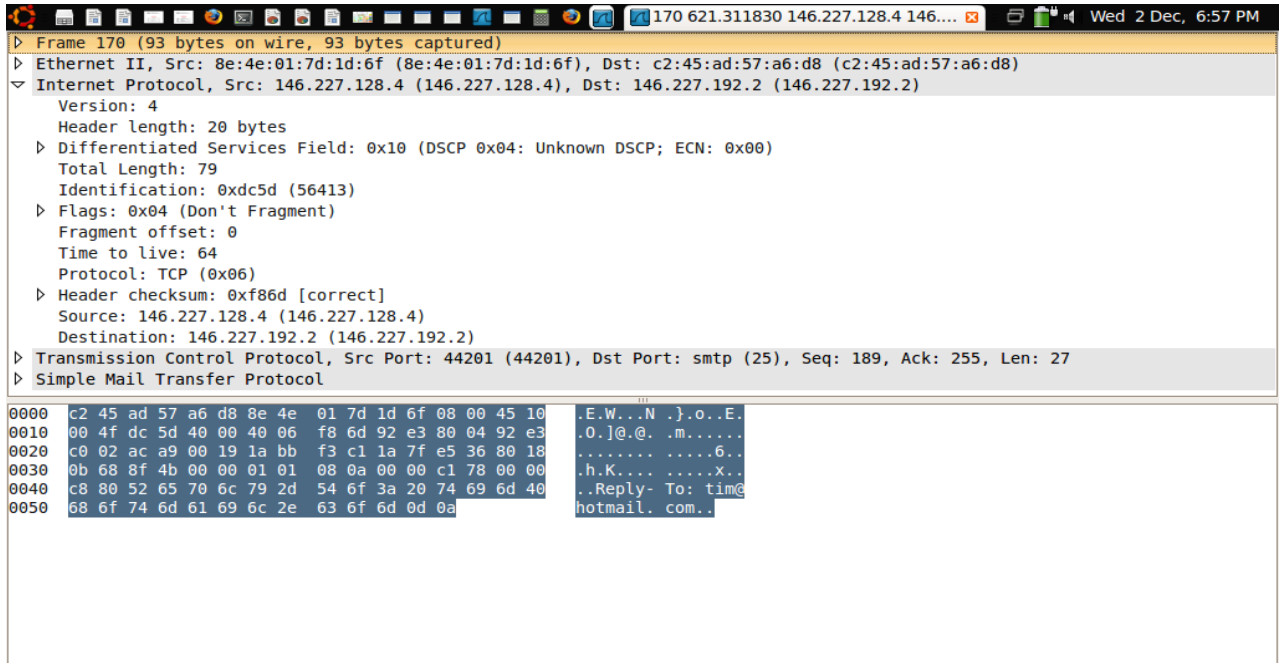 170 621.311830 146.227.128.4 146.... Wed 2 Dec, 6:57 PM
Frame 170 (93 bytes on wire, 93 bytes captured)
Ethernet II, Src: 8e:4e:01:7d:1d:6f (8e:4e:01:7d:1d:6f), Dst: c2:45:ad:57:a6:d8 (c2:45:ad:57:a6:d8)
Internet Protocol, Src: 146.227.128.4 (146.227.128.4), Dst: 146.227.192.2 (146.227.192.2)
Version: 4
Header length: 20 bytes
Differentiated Services Field: 0x10 (DSCP 0x04: Unknown DSCP; ECN: 0x00)
Total Length: 79
Identification: 0xdc5d (56413)
Flags: 0x04 (Don't Fragment)
Fragment offset: 0
Time to live: 64
Protocol: TCP (0x06)
Header checksum: 0xf86d [correct]
Source: 146.227.128.4 (146.227.128.4)
Destination: 146.227.192.2 (146.227.192.2)
Transmission Control Protocol, Src Port: 44201 (44201), Dst Port: smtp (25), Seq: 189, Ack: 255, Len: 27
Simple Mail Transfer Protocol
0000 c2 45 ad 57 a6 d8 8e 4e 01 7d 1d 6f 08 00 45 10 .E.W...N .}.o..E.
0010 00 4f dc 5d 40 00 40 06 f8 6d 92 e3 80 04 92 e3 .O.]@.@. .m......
0020 c0 02 ac a9 00 19 1a bb f3 c1 1a 7f e5 36 80 18 ........ .....6..
0030 0b 68 8f 4b 00 00 01 01 08 0a 00 00 c1 78 00 00 .h.K.... .....x..
0040 c8 80 52 65 70 6c 79 2d 54 6f 3a 20 74 69 6d 40 ..Reply- To: tim@
0050 68 6f 74 6d 61 69 6c 2e 63 6f 6d 0d 0a hotmail. com..